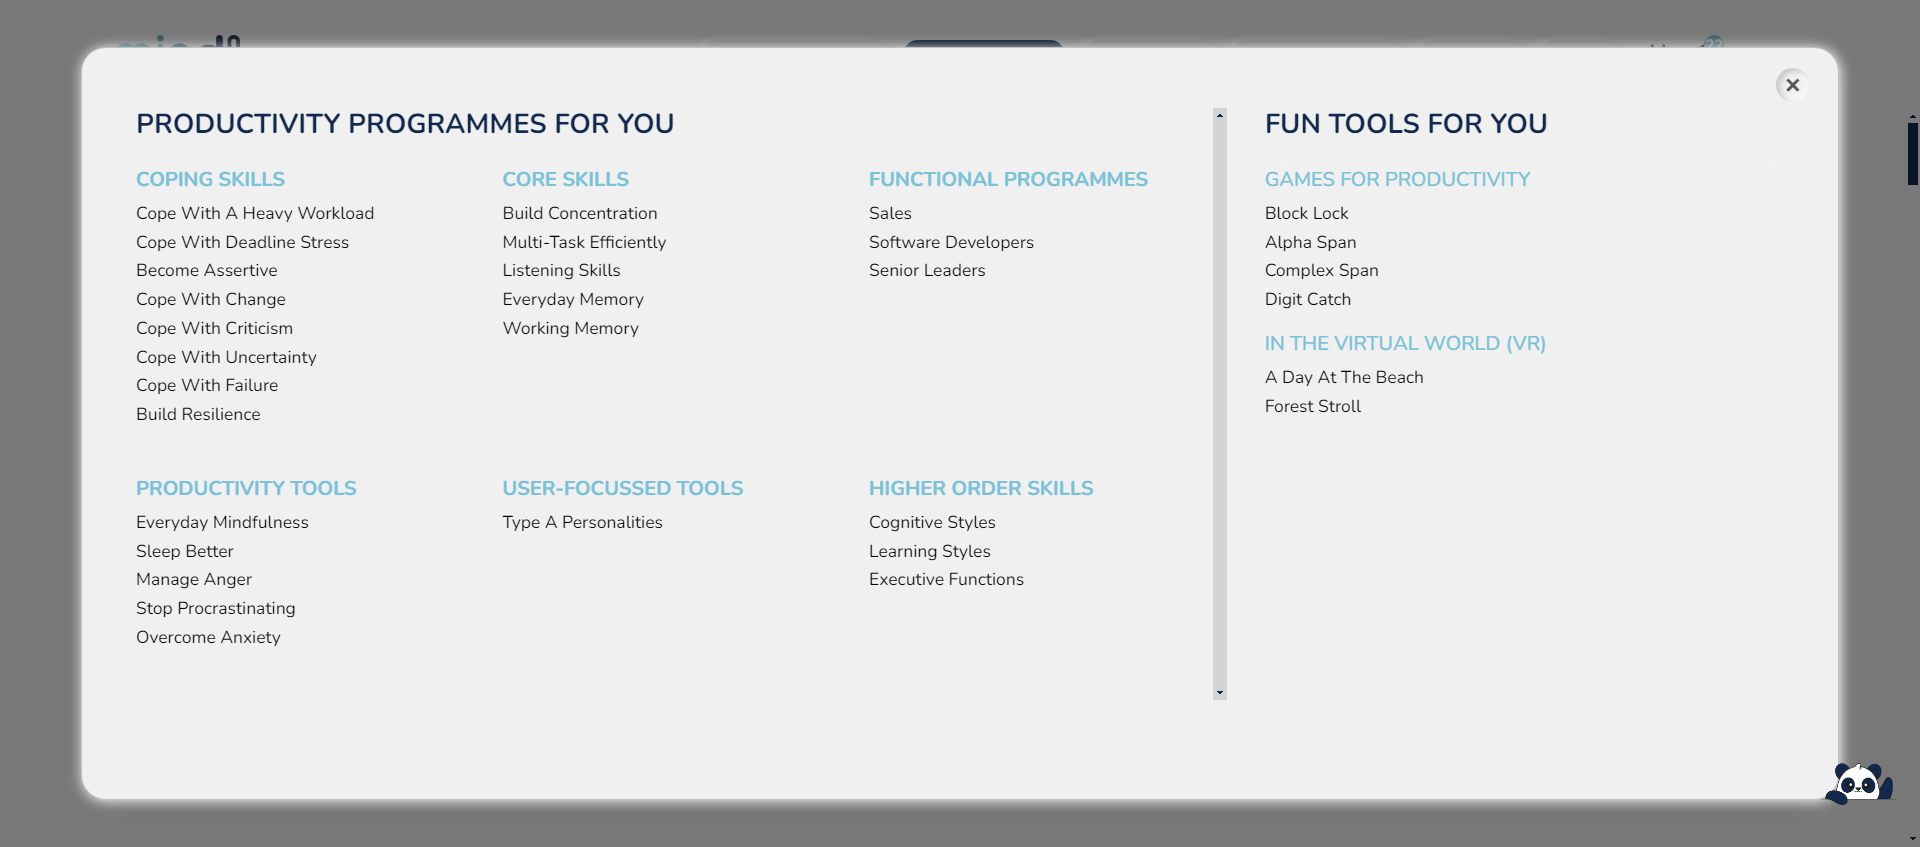 PRODUCTIVITY PROGRAMMES FOR YOU
COPING SKILLS
Cope With A Heavy Workload
Cope With Deadline Stress
Become Assertive
Cope With Change
Cope With Criticism
Cope With Uncertainty
Cope With Failure
Build Resilience
CORE SKILLS
Build Concentration
Multi-Task Efficiently
Listening Skills
Everyday Memory
Working Memory
FUNCTIONAL PROGRAMMES
Sales
Software Developers
Senior Leaders
PRODUCTIVITY TOOLS
Everyday Mindfulness
Sleep Better
Manage Anger
Stop Procrastinating
Overcome Anxiety
USER-FOCUSSED TOOLS
Type A Personalities
HIGHER ORDER SKILLS
Cognitive Styles
Learning Styles
Executive Functions
FUN TOOLS FOR YOU
GAMES FOR PRODUCTIVITY
Block Lock
Alpha Span
Complex Span
Digit Catch
IN THE VIRTUAL WORLD (VR)
A Day At The Beach
Forest Stroll